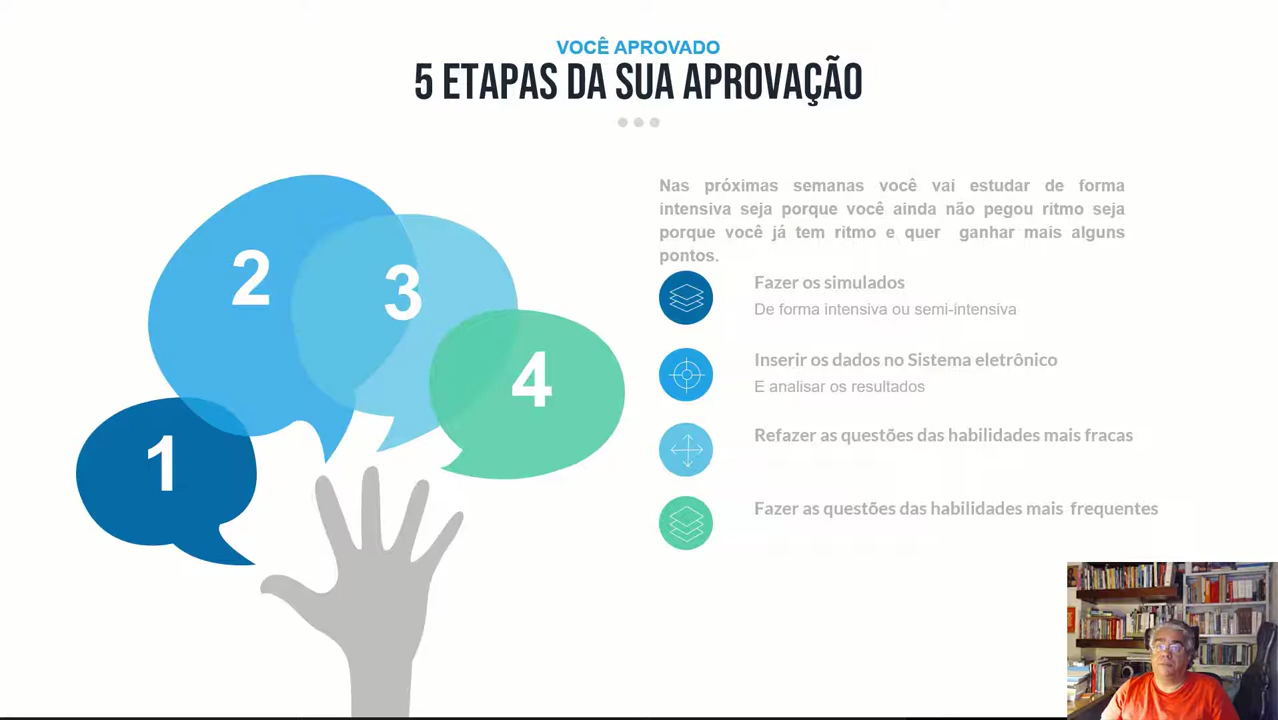 VOCÊ APROVADO
5 ETAPAS DA SUA APROVAÇÃO
Nas próximas semanas você vai estudar de forma
intensiva seja porque você ainda não pegou ritmo seja
porque você já tem ritmo e quer ganhar mais alguns
pontos.
Fazer os simulados
De forma intensiva ou semi-intensiva
Inserir os dados no Sistema eletrônico
E analisar os resultados
Refazer as questões das habilidades mais fracas
Fazer as questões das habilidades mais frequentes
1
2
3
4